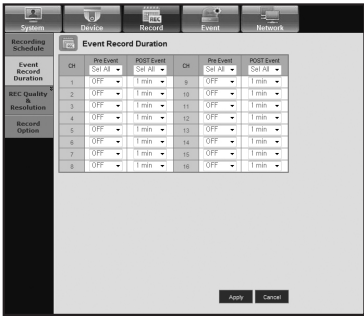 System Device Record Event Network
REC
Recording Schedule
Event Record Duration
REC Quality & Resolution
Record Option
Event Record Duration
CH Pre Event POST Event CH Pre Event POST Event
Sel All Sel All Sel All Sel All
1 OFF 1 min 9 OFF 1 min
2 OFF 1 min 10 OFF 1 min
3 OFF 1 min 11 OFF 1 min
4 OFF 1 min 12 OFF 1 min
5 OFF 1 min 13 OFF 1 min
6 OFF 1 min 14 OFF 1 min
7 OFF 1 min 15 OFF 1 min
8 OFF 1 min 16 OFF 1 min
Apply Cancel